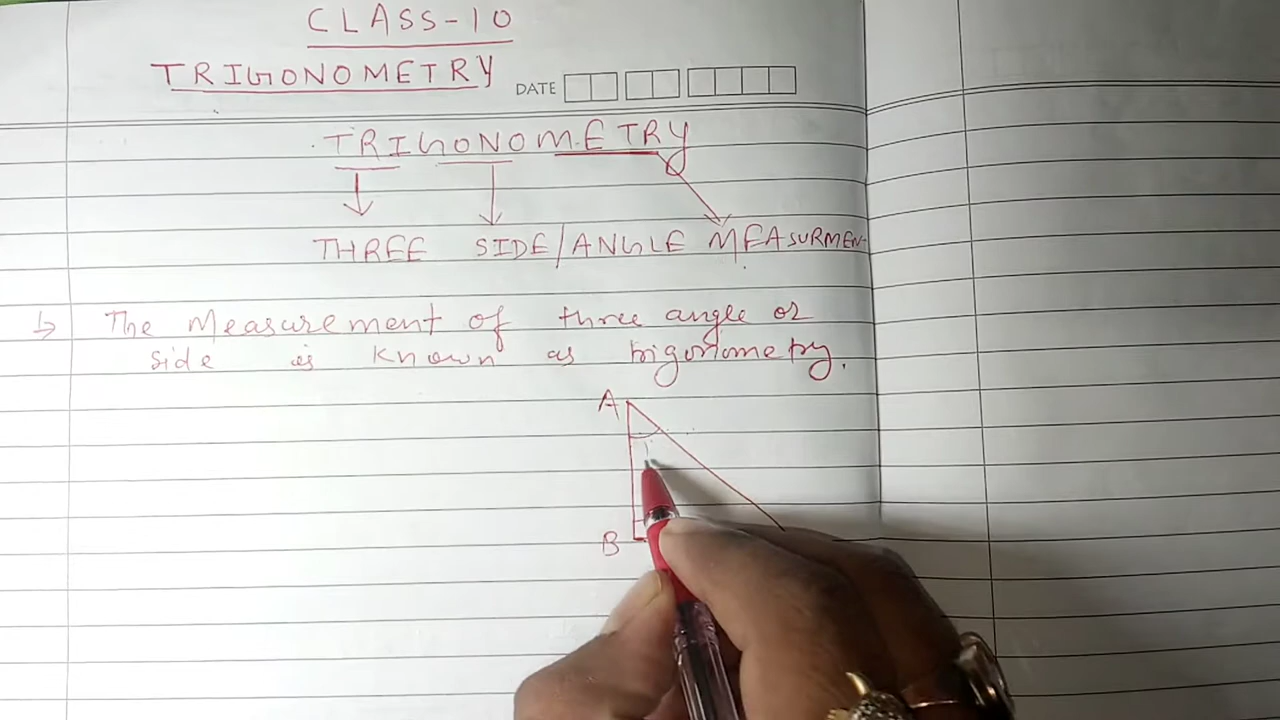 CLASS-10
TRIGONOMETRY
DATE
TRIGONOMETRY
THREE SIDE/ANGLE MEASURMEN
↳ The Measurement of three angle or
side is known as trigonometry.
A
B